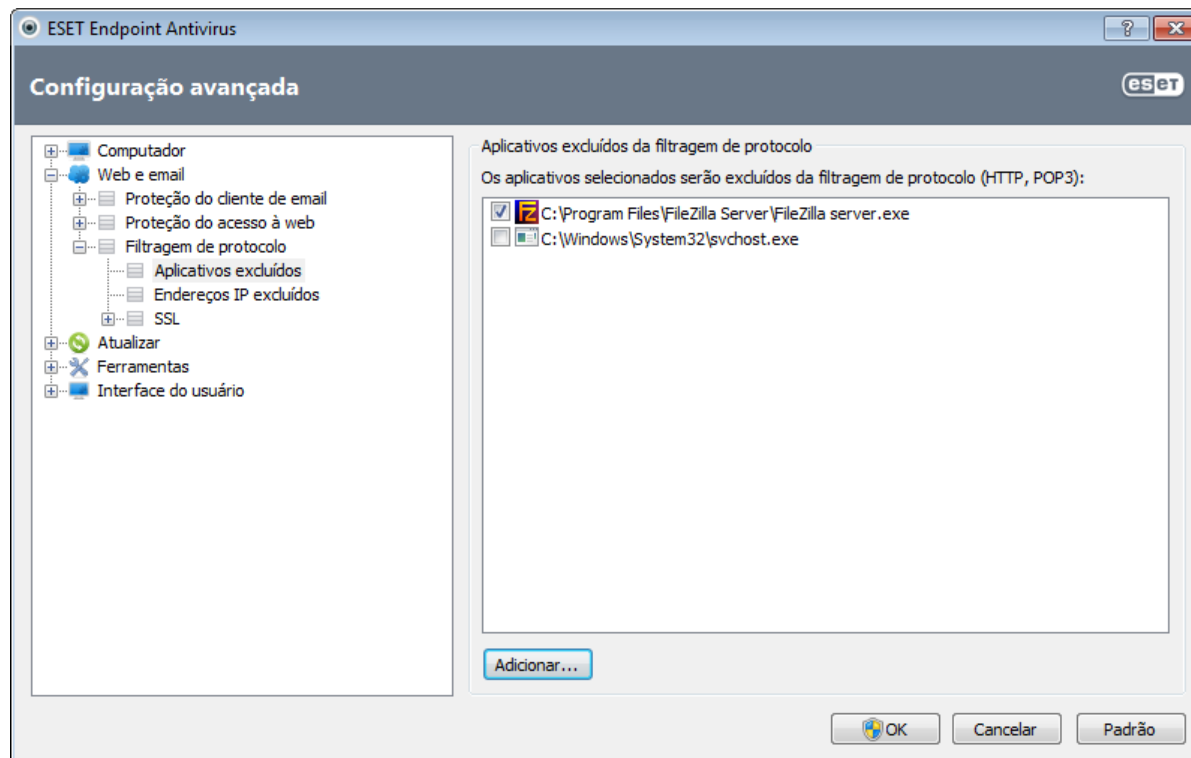 ESET Endpoint Antivirus
Configuração avançada
eseT
Computador
Web e email
Proteção do cliente de email
Proteção do acesso à web
Filtragem de protocolo
Aplicativos excluídos
Endereços IP excluídos
SSL
Atualizar
Ferramentas
Interface do usuário
Aplicativos excluídos da filtragem de protocolo
Os aplicativos selecionados serão excluídos da filtragem de protocolo (HTTP, POP3):
C:\Program Files\FileZilla Server\FileZilla server.exe
C:\Windows\System32\svchost.exe
Adicionar...
OK
Cancelar
Padrão